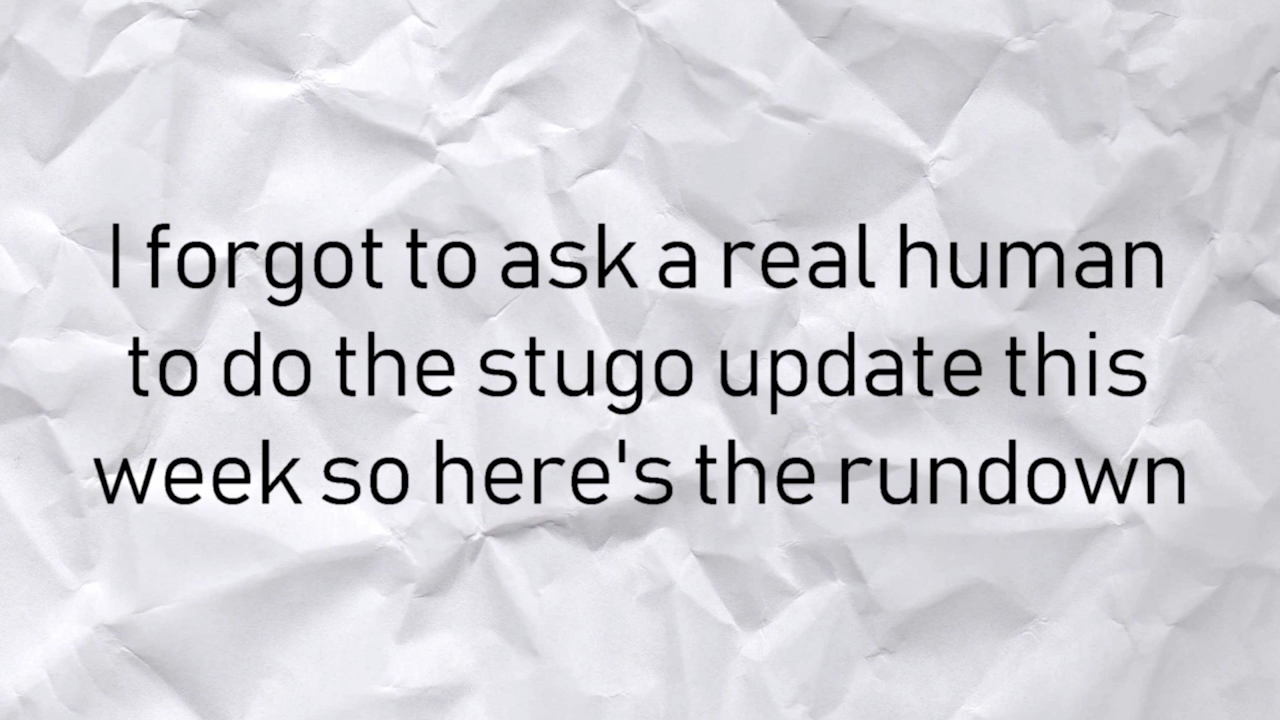 I forgot to ask a real human
to do the stugo update this
week so here's the rundown